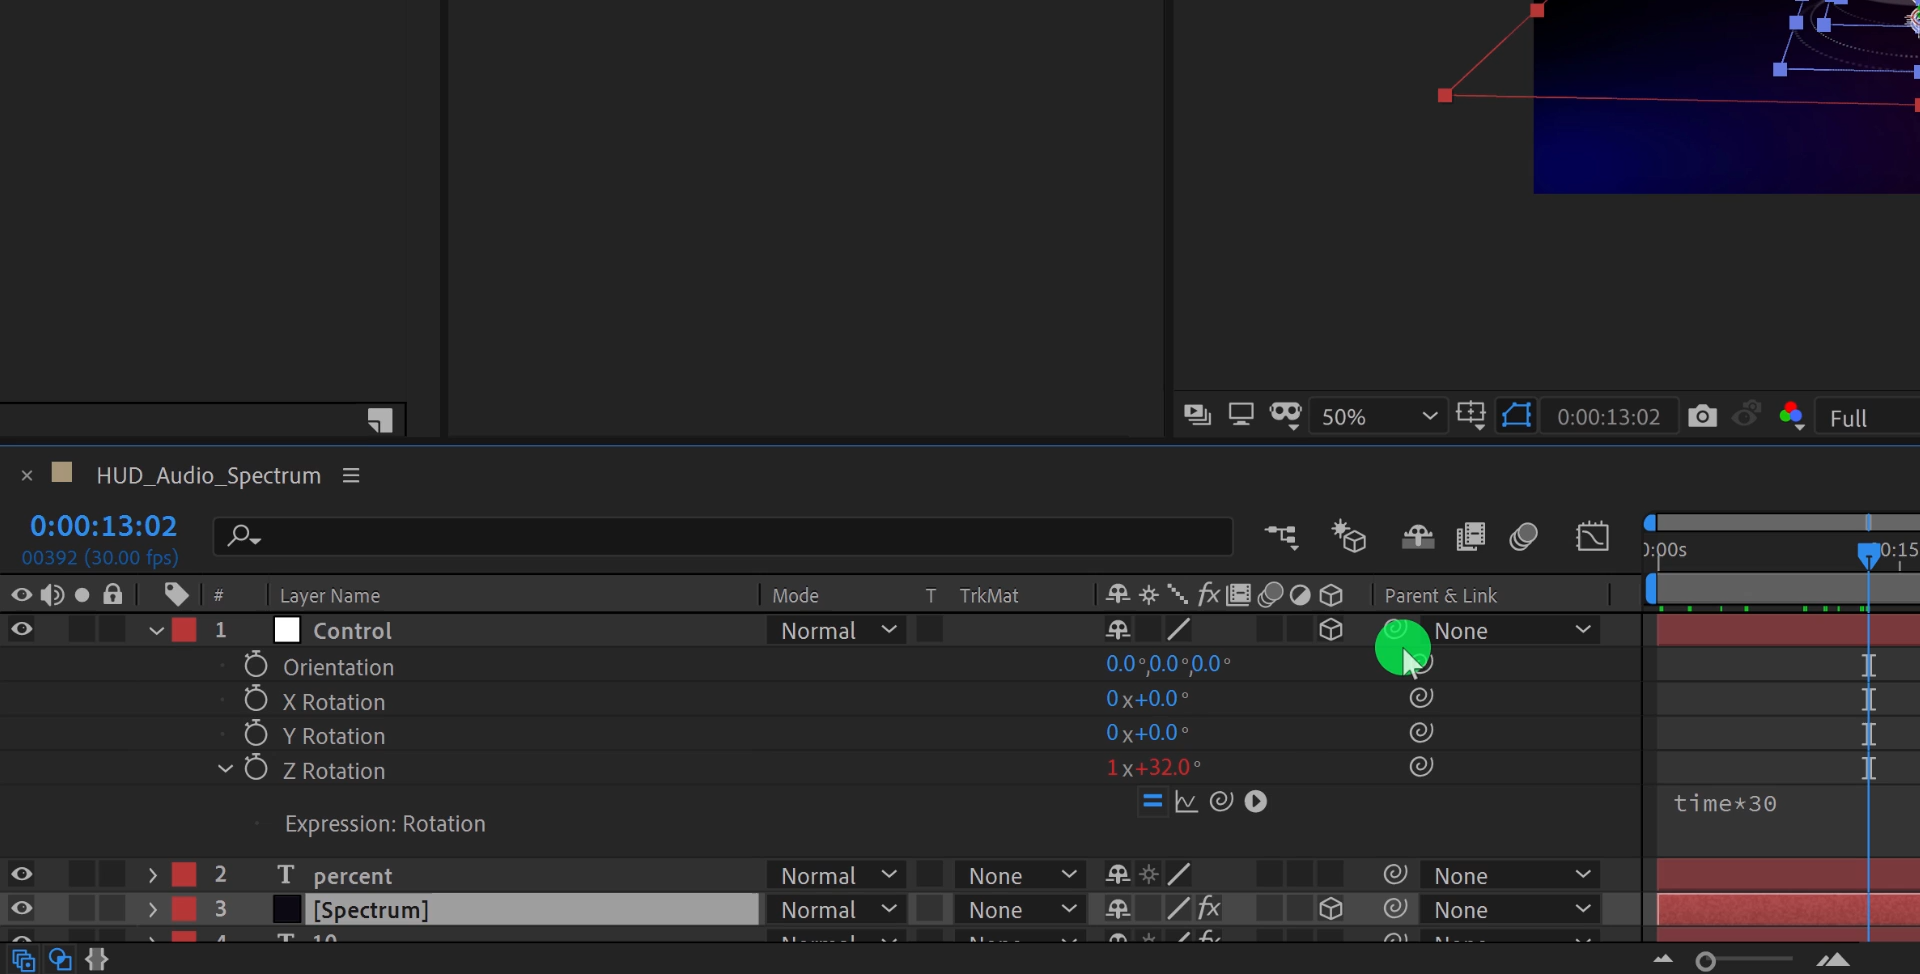 50%
0:00:13:02
Full
HUD_Audio_Spectrum
0:00:13:02
00392 (30.00 fps)
0:15
# Layer Name Mode T TrkMat fx Parent & Link
1 Control Normal None
Orientation 0.0°,0.0°,0.0°
X Rotation 0x+0.0°
Y Rotation 0x+0.0°
Z Rotation 1x+32.0°
Expression: Rotation time*30
2 T percent Normal None None
3 [Spectrum] Normal None fx None